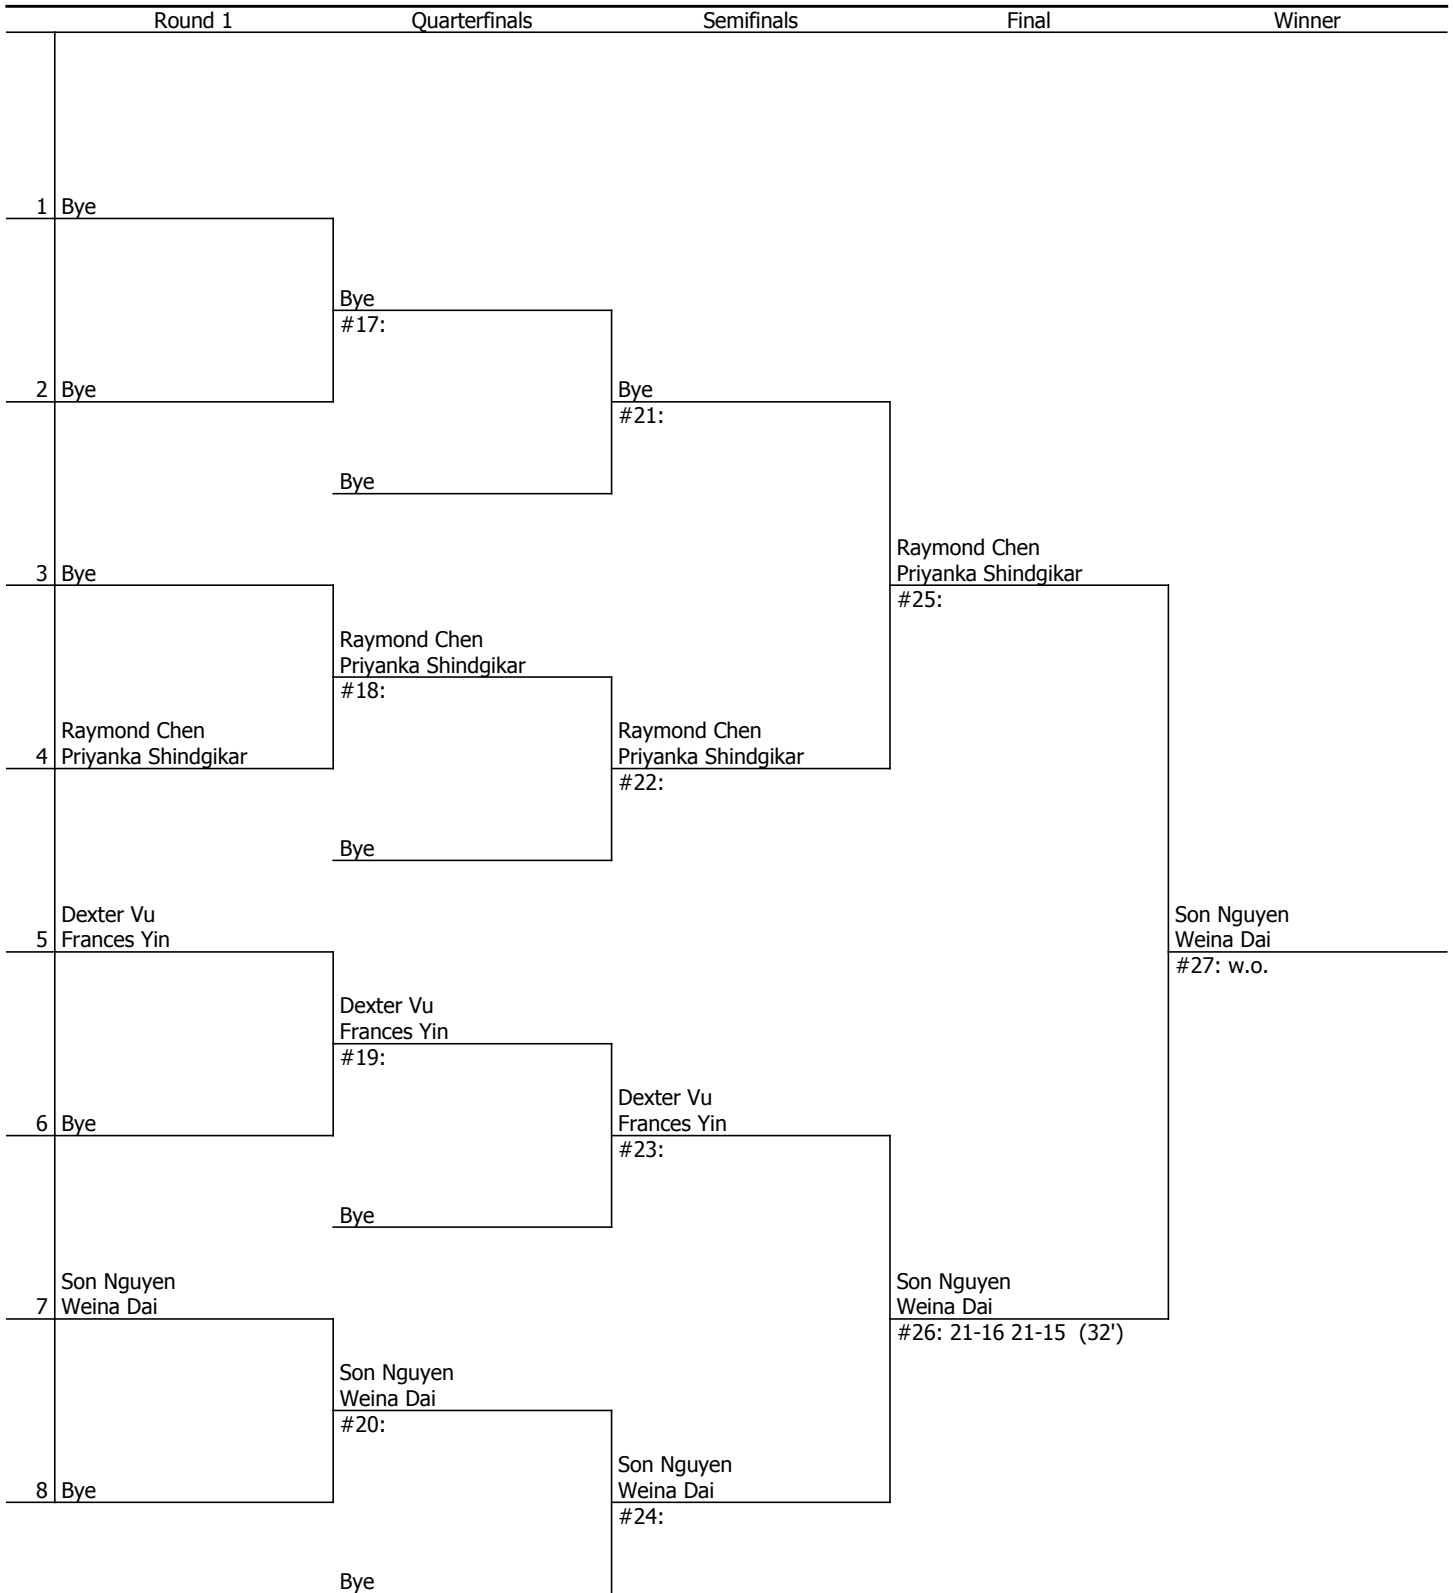 Round 1 Quarterfinals Semifinals Final Winner
1 Bye
Bye
#17:
2 Bye
Bye
#21:
Bye
Raymond Chen
3 Bye
Priyanka Shindgikar
#25:
Raymond Chen
Priyanka Shindgikar
#18:
Raymond Chen
4 Priyanka Shindgikar
Raymond Chen
Priyanka Shindgikar
#22:
Bye
Dexter Vu
5 Frances Yin
Son Nguyen
Weina Dai
#27: w.o.
Dexter Vu
Frances Yin
#19:
Dexter Vu
Frances Yin
6 Bye
#23:
Bye
Son Nguyen
7 Weina Dai
Son Nguyen
Weina Dai
#26: 21-16 21-15 (32')
Son Nguyen
Weina Dai
#20:
Son Nguyen
Weina Dai
8 Bye
#24:
Bye